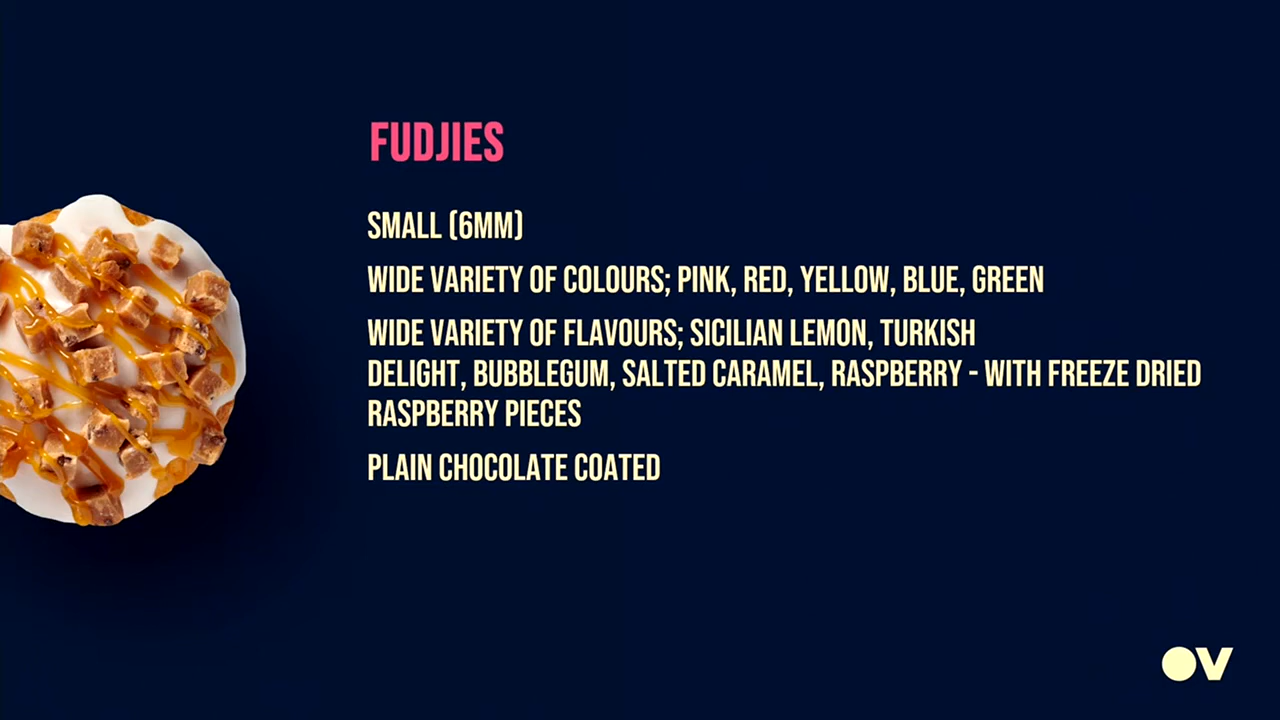 FUDJIES
SMALL (6MM)
WIDE VARIETY OF COLOURS; PINK, RED, YELLOW, BLUE, GREEN
WIDE VARIETY OF FLAVOURS; SICILIAN LEMON, TURKISH
DELIGHT, BUBBLEGUM, SALTED CARAMEL, RASPBERRY - WITH FREEZE DRIED
RASPBERRY PIECES
PLAIN CHOCOLATE COATED
OV